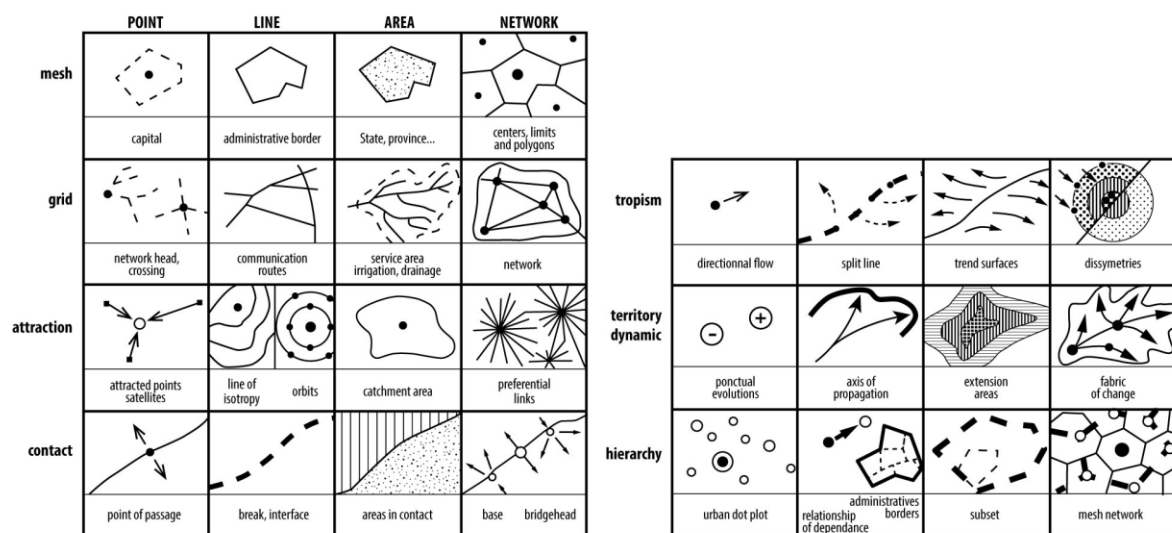 POINT LINE AREA NETWORK
mesh
capital
administrative border
State, province...
centers, limits
and polygons
grid
network head,
crossing
communication
routes
service area
irrigation, drainage
network
attraction
attracted points
satellites
line of
isotropy
orbits
catchment area
preferential
links
contact
point of passage
break, interface
areas in contact
base bridgehead
tropism
directionnal flow
split line
trend surfaces
dissymetries
territory
dynamic
ponctual
evolutions
axis of
propagation
extension
areas
fabric
of change
hierarchy
urban dot plot
relationship
of dependance
administratives
borders
subset
mesh network